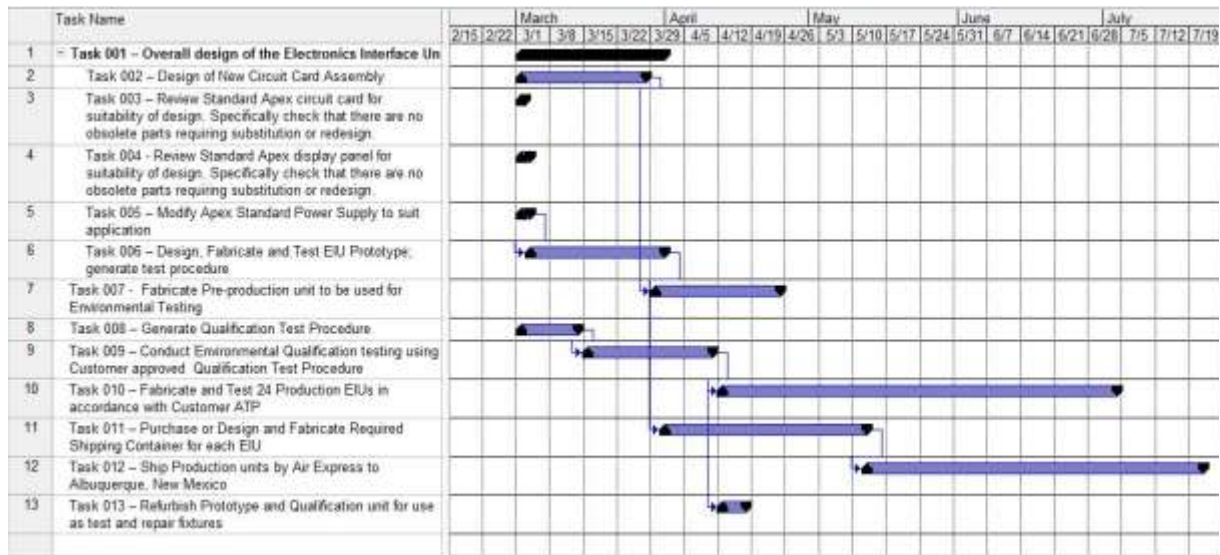 Task Name
March April May June July
2/15 2/22 3/1 3/8 3/15 3/22 3/29 4/5 4/12 4/19 4/26 5/3 5/10 5/17 5/24 5/31 6/7 6/14 6/21 6/28 7/5 7/12 7/19
1 Task 001 – Overall design of the Electronics Interface Un
2 Task 002 – Design of New Circuit Card Assembly
3 Task 003 – Review Standard Apex circuit card for
suitability of design. Specifically check that there are no
obsolete parts requiring substitution or redesign.
4 Task 004 - Review Standard Apex display panel for
suitability of design. Specifically check that there are no
obsolete parts requiring substitution or redesign.
5 Task 005 – Modify Apex Standard Power Supply to suit
application
6 Task 006 – Design, Fabricate and Test EIU Prototype;
generate test procedure
7 Task 007 - Fabricate Pre-production unit to be used for
Environmental Testing
8 Task 008 – Generate Qualification Test Procedure
9 Task 009 – Conduct Environmental Qualification testing using
Customer approved Qualification Test Procedure
10 Task 010 – Fabricate and Test 24 Production EIUs in
accordance with Customer ATP
11 Task 011 – Purchase or Design and Fabricate Required
Shipping Container for each EIU
12 Task 012 – Ship Production units by Air Express to
Albuquerque, New Mexico
13 Task 013 – Refurbish Prototype and Qualification unit for use
as test and repair fixtures